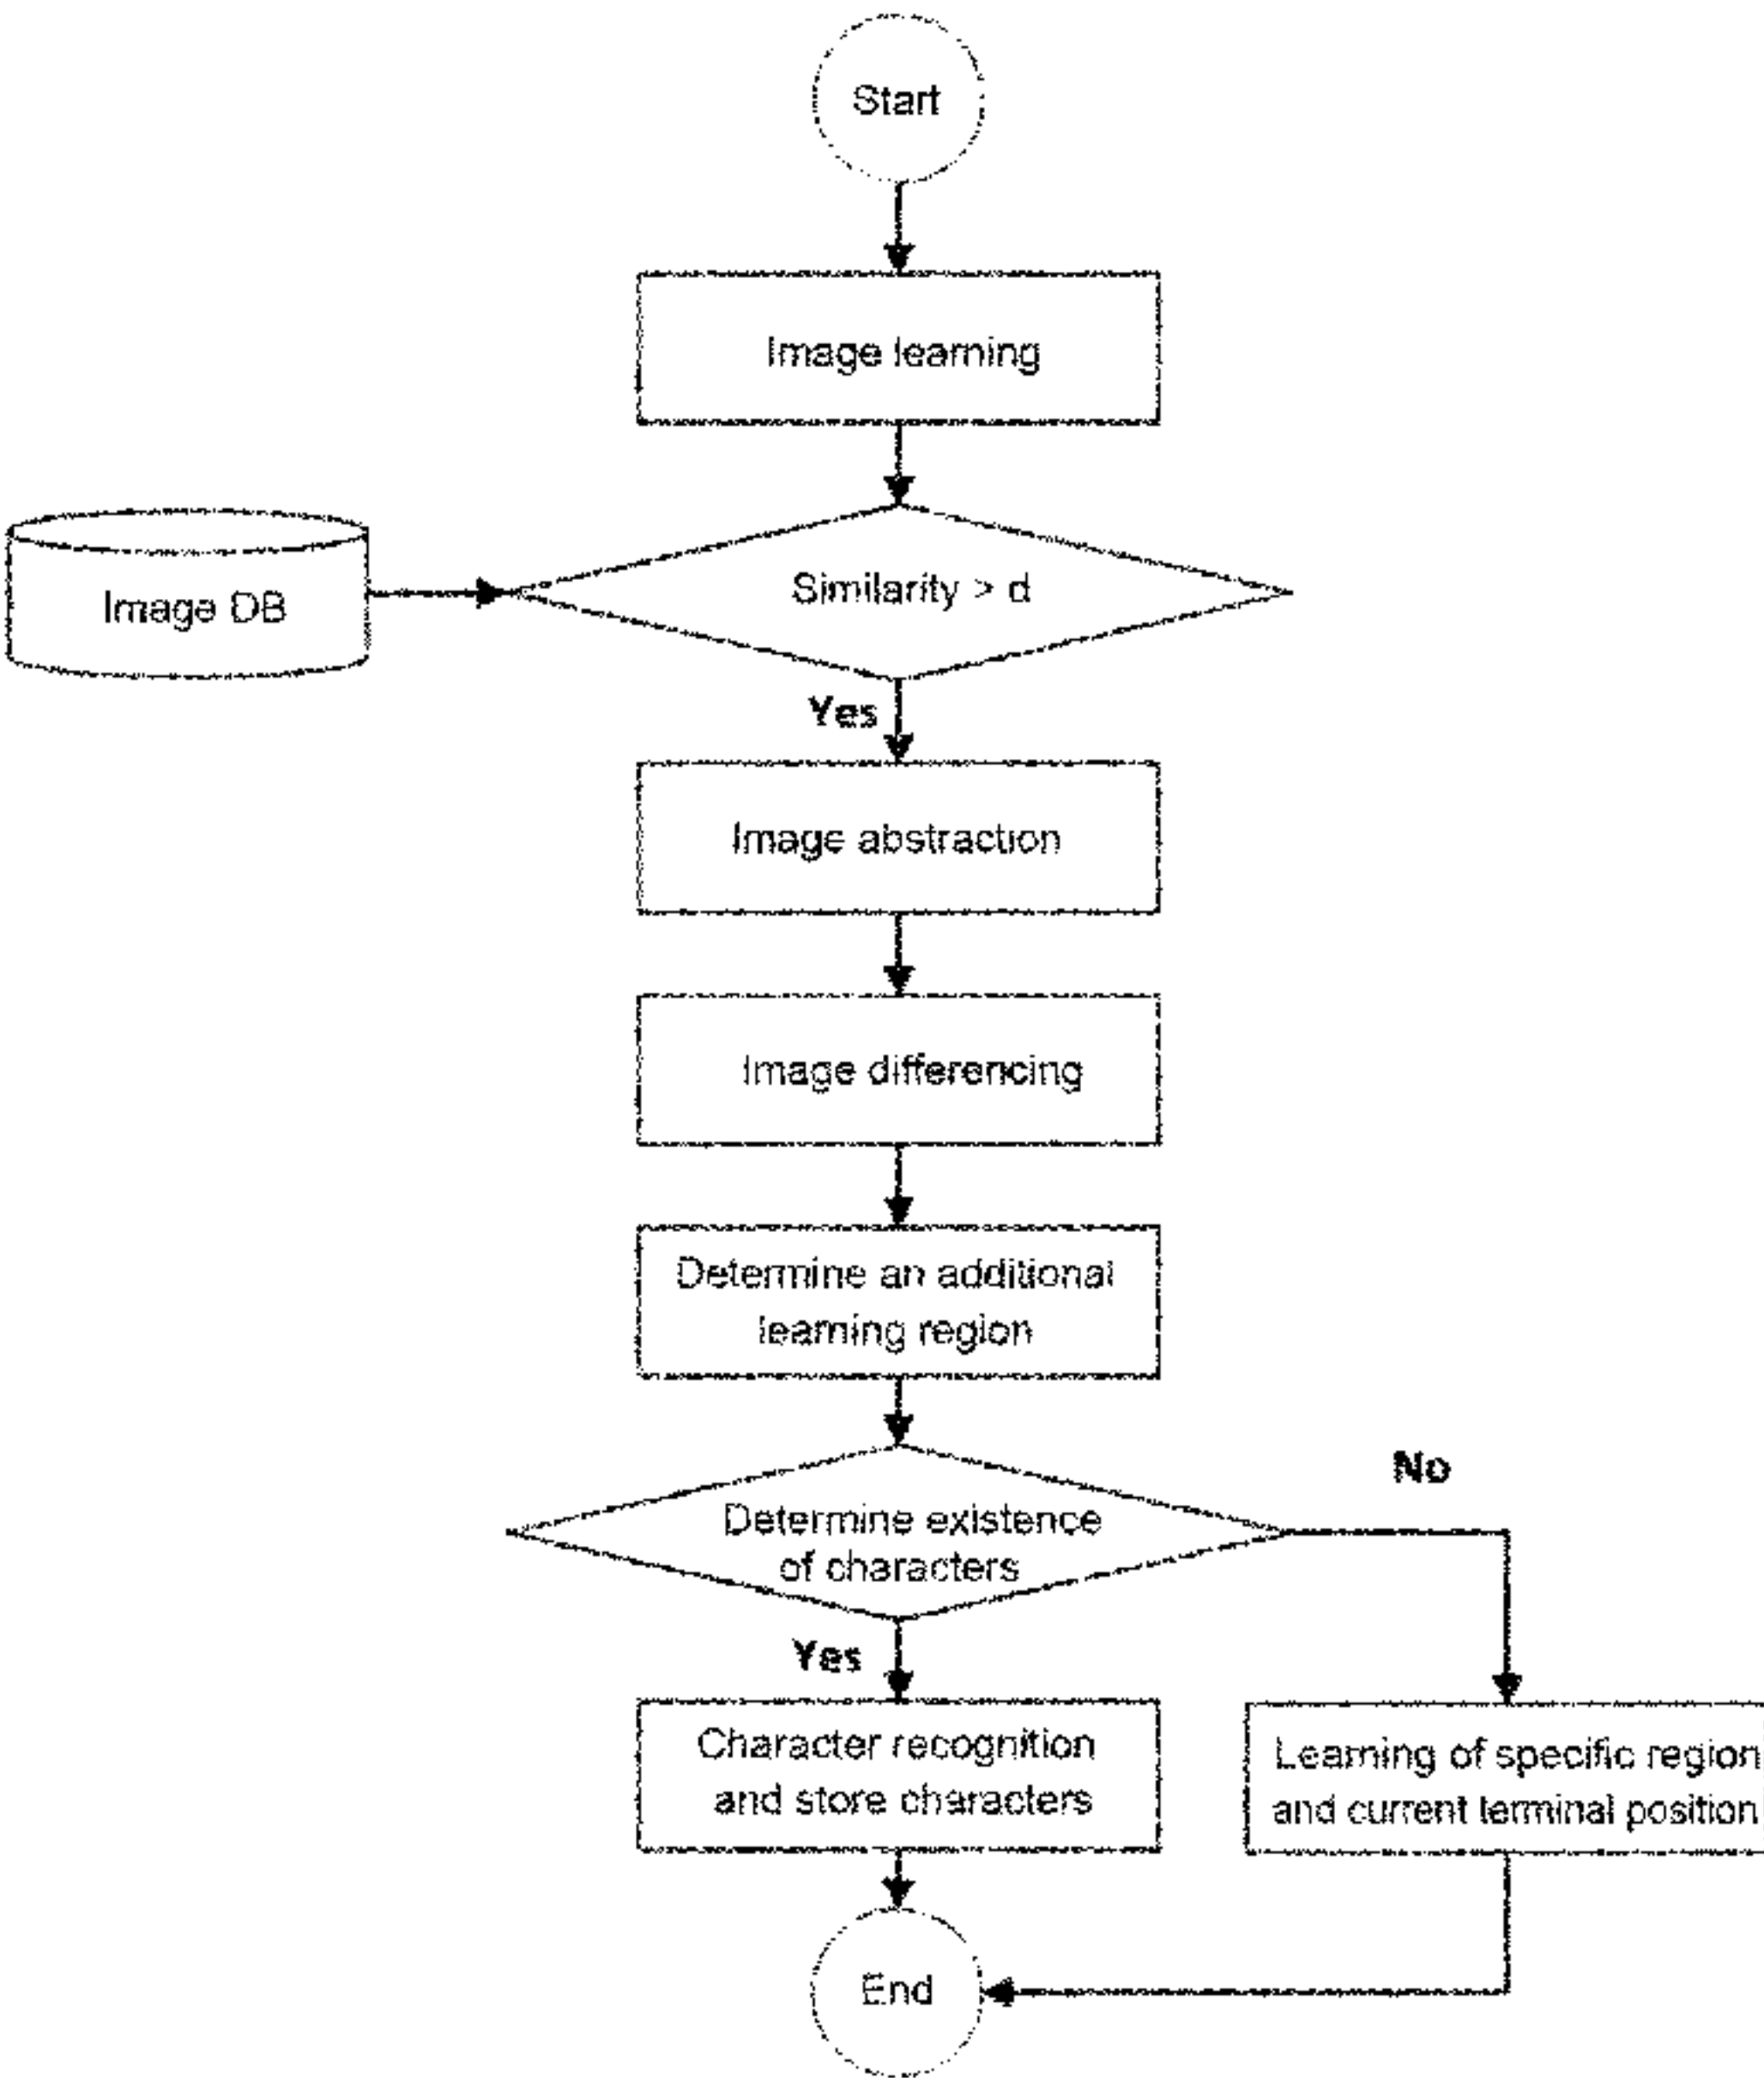 Start
Image learning
Image DB
Similarity > d
Yes
Image abstraction
Image differencing
Determine an additional
learning region
Determine existence
of characters
No
Yes
Character recognition
and store characters
Learning of specific region
and current terminal position
End